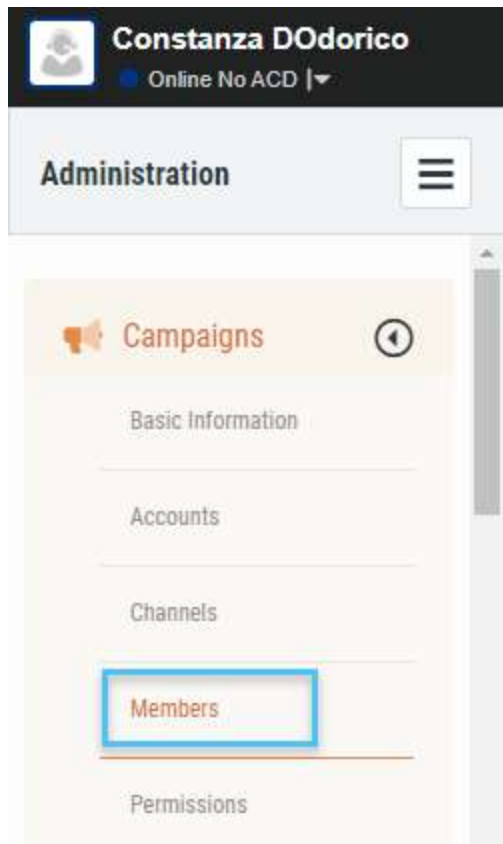 Constanza DOdorico
Online No ACD
Administration
Campaigns
Basic Information
Accounts
Channels
Members
Permissions